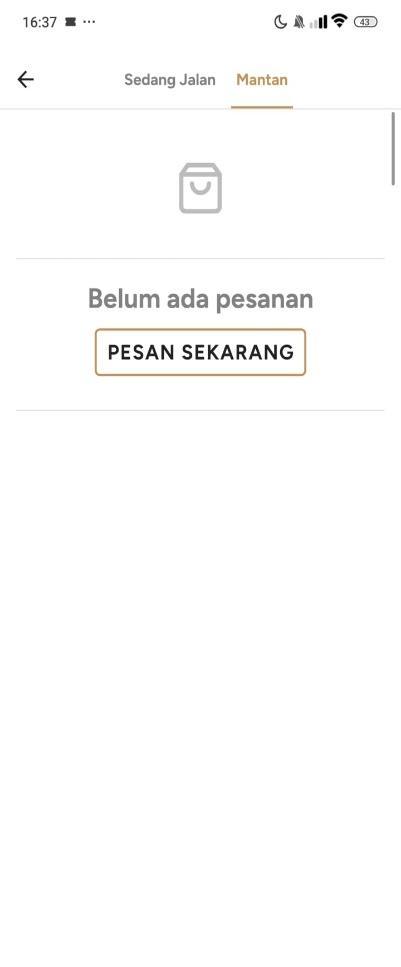 16:37 ...
43
Sedang Jalan Mantan
Belum ada pesanan
PESAN SEKARANG